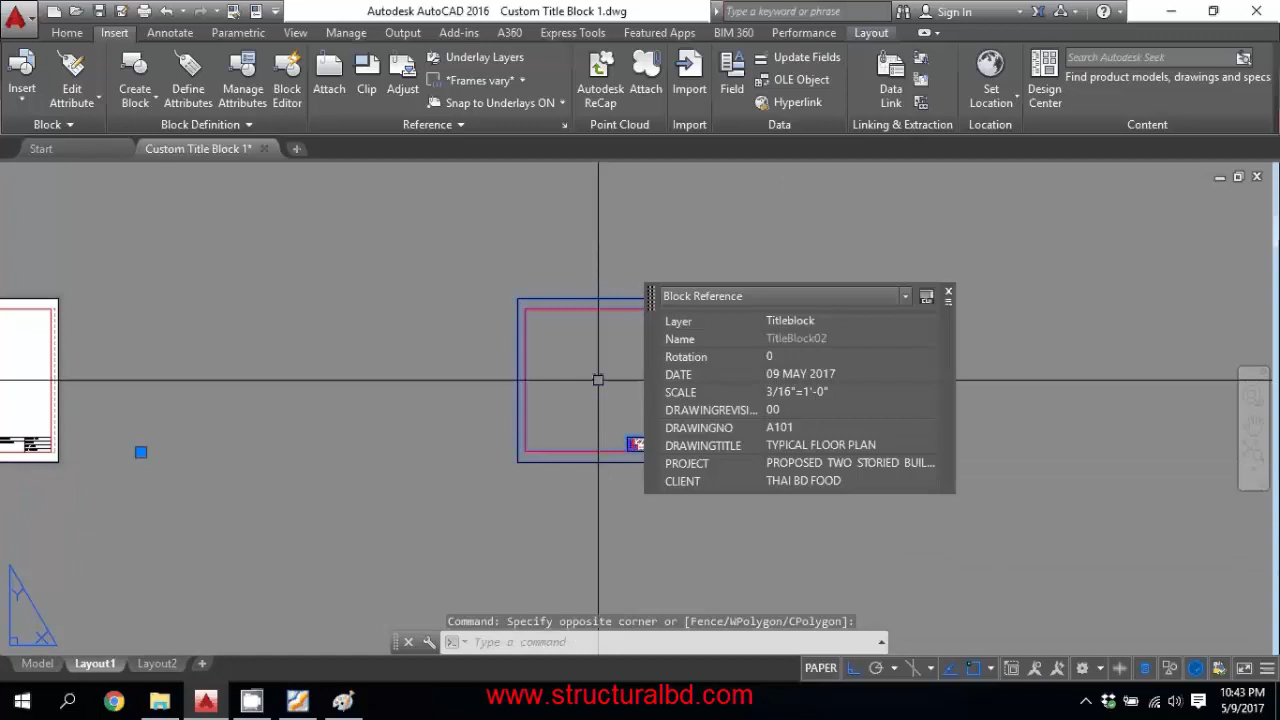 Autodesk AutoCAD 2016 Custom Title Block 1.dwg
Type a keyword or phrase
Sign In
Home Insert Annotate Parametric View Manage Output Add-ins A360 Express Tools Featured Apps BIM 360 Performance Layout
Insert
Edit Attribute
Create Block
Define Attributes
Manage Attributes
Block Editor
Attach
Clip
Adjust
Underlay Layers
*Frames vary*
Snap to Underlays ON
Autodesk ReCap
Attach
Import
Field
Update Fields
OLE Object
Hyperlink
Data Link
Set Location
Design Center
Search Autodesk Seek
Find product models, drawings and specs
Block Block Definition Reference Point Cloud Import Data Linking & Extraction Location Content
Start Custom Title Block 1*
Block Reference
Layer Titleblock
Name TitleBlock02
Rotation 0
DATE 09 MAY 2017
SCALE 3/16"=1'-0"
DRAWINGREVISI... 00
DRAWINGNO A101
DRAWINGTITLE TYPICAL FLOOR PLAN
PROJECT PROPOSED TWO STORIED BUIL...
CLIENT THAI BD FOOD
Y
X
Command: Specify opposite corner or [Fence/WPolygon/CPolygon]:
Type a command
Model Layout1 Layout2
PAPER
www.structuralbd.com
10:43 PM
5/9/2017